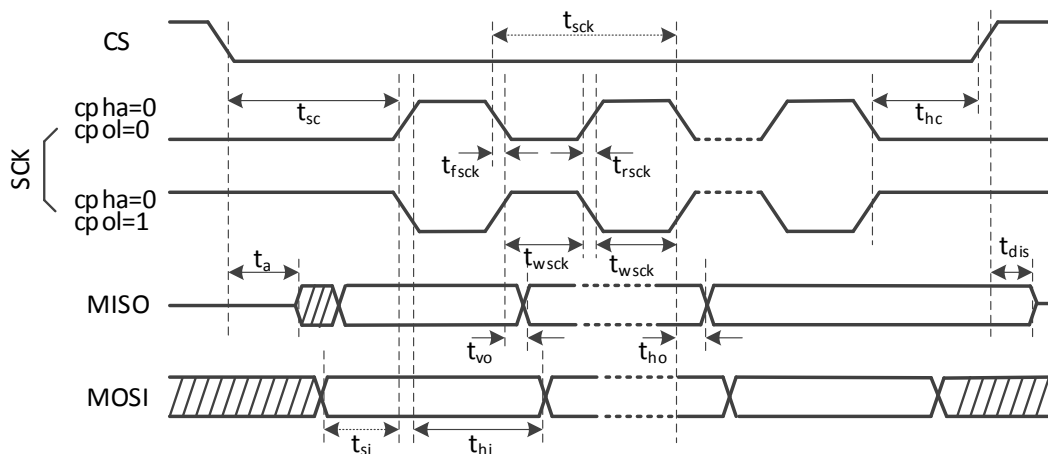 CS
t_sck
cpha=0
cpol=0
t_sc
t_hc
SCK
t_fsck
t_rsck
cpha=0
cpol=1
t_a
t_wsck
t_wsck
t_dis
MISO
t_vo
t_ho
MOSI
t_si
t_hi